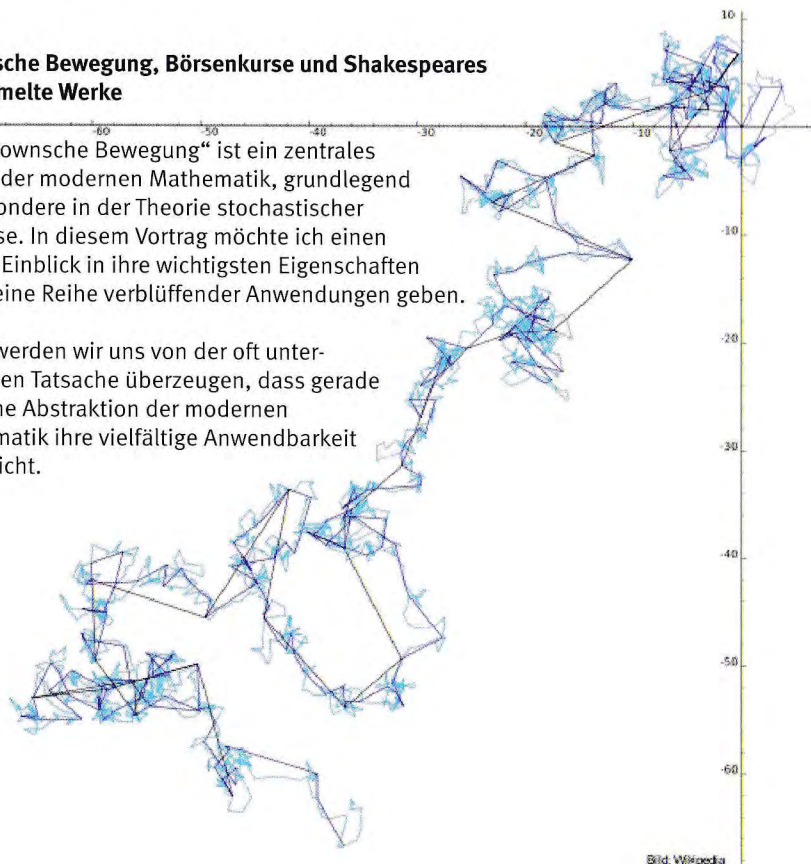 sche Bewegung, Börsenkurse und Shakespeares
melte Werke
10
-60 -50 -40 -30 -20 -10
ownsche Bewegung“ ist ein zentrales
der modernen Mathematik, grundlegend
ondere in der Theorie stochastischer
se. In diesem Vortrag möchte ich einen
Einblick in ihre wichtigsten Eigenschaften
eine Reihe verblüffender Anwendungen geben.
-10
-20
werden wir uns von der oft unter-
en Tatsache überzeugen, dass gerade
he Abstraktion der modernen
matik ihre vielfältige Anwendbarkeit
icht.
-30
-40
-50
-60
Bild: Wikipedia